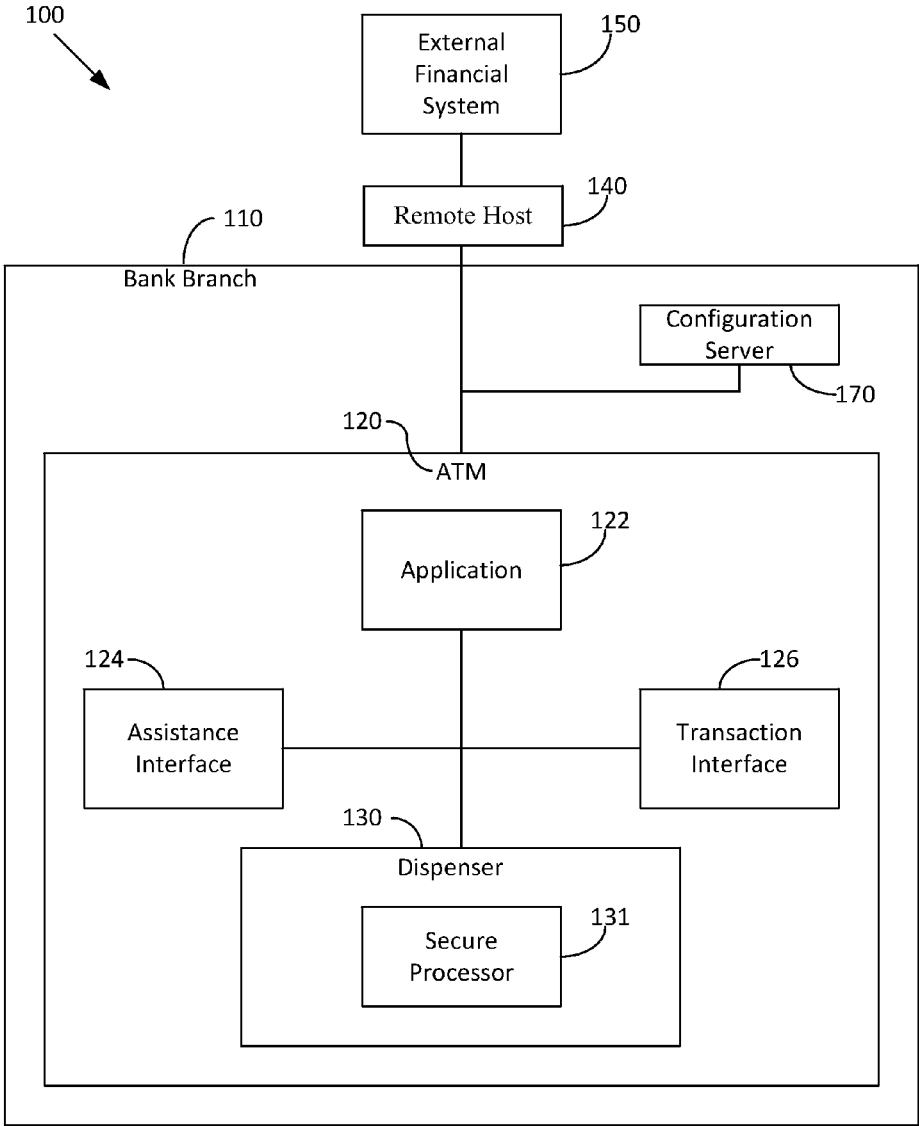 100
External
Financial
System
150
140
Remote Host
110
Bank Branch
Configuration
Server
170
120
ATM
122
Application
124
126
Assistance
Interface
Transaction
Interface
130
Dispenser
131
Secure
Processor